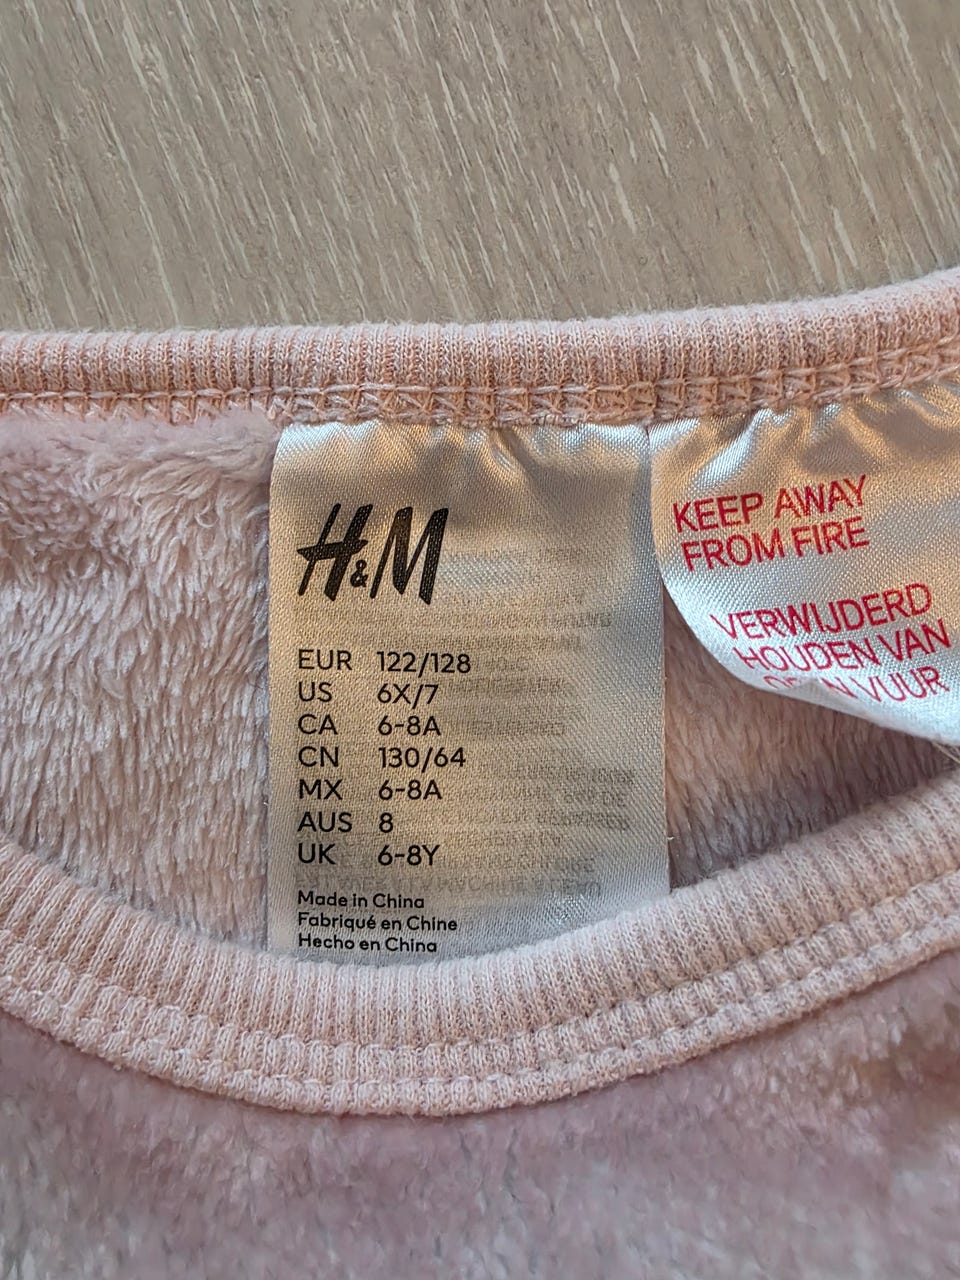 H&M
EUR 122/128
US 6X/7
CA 6-8A
CN 130/64
MX 6-8A
AUS 8
UK 6-8Y
Made in China
Fabriqué en Chine
Hecho en China
KEEP AWAY
FROM FIRE
VERWIJDERD
HOUDEN VAN
VUUR